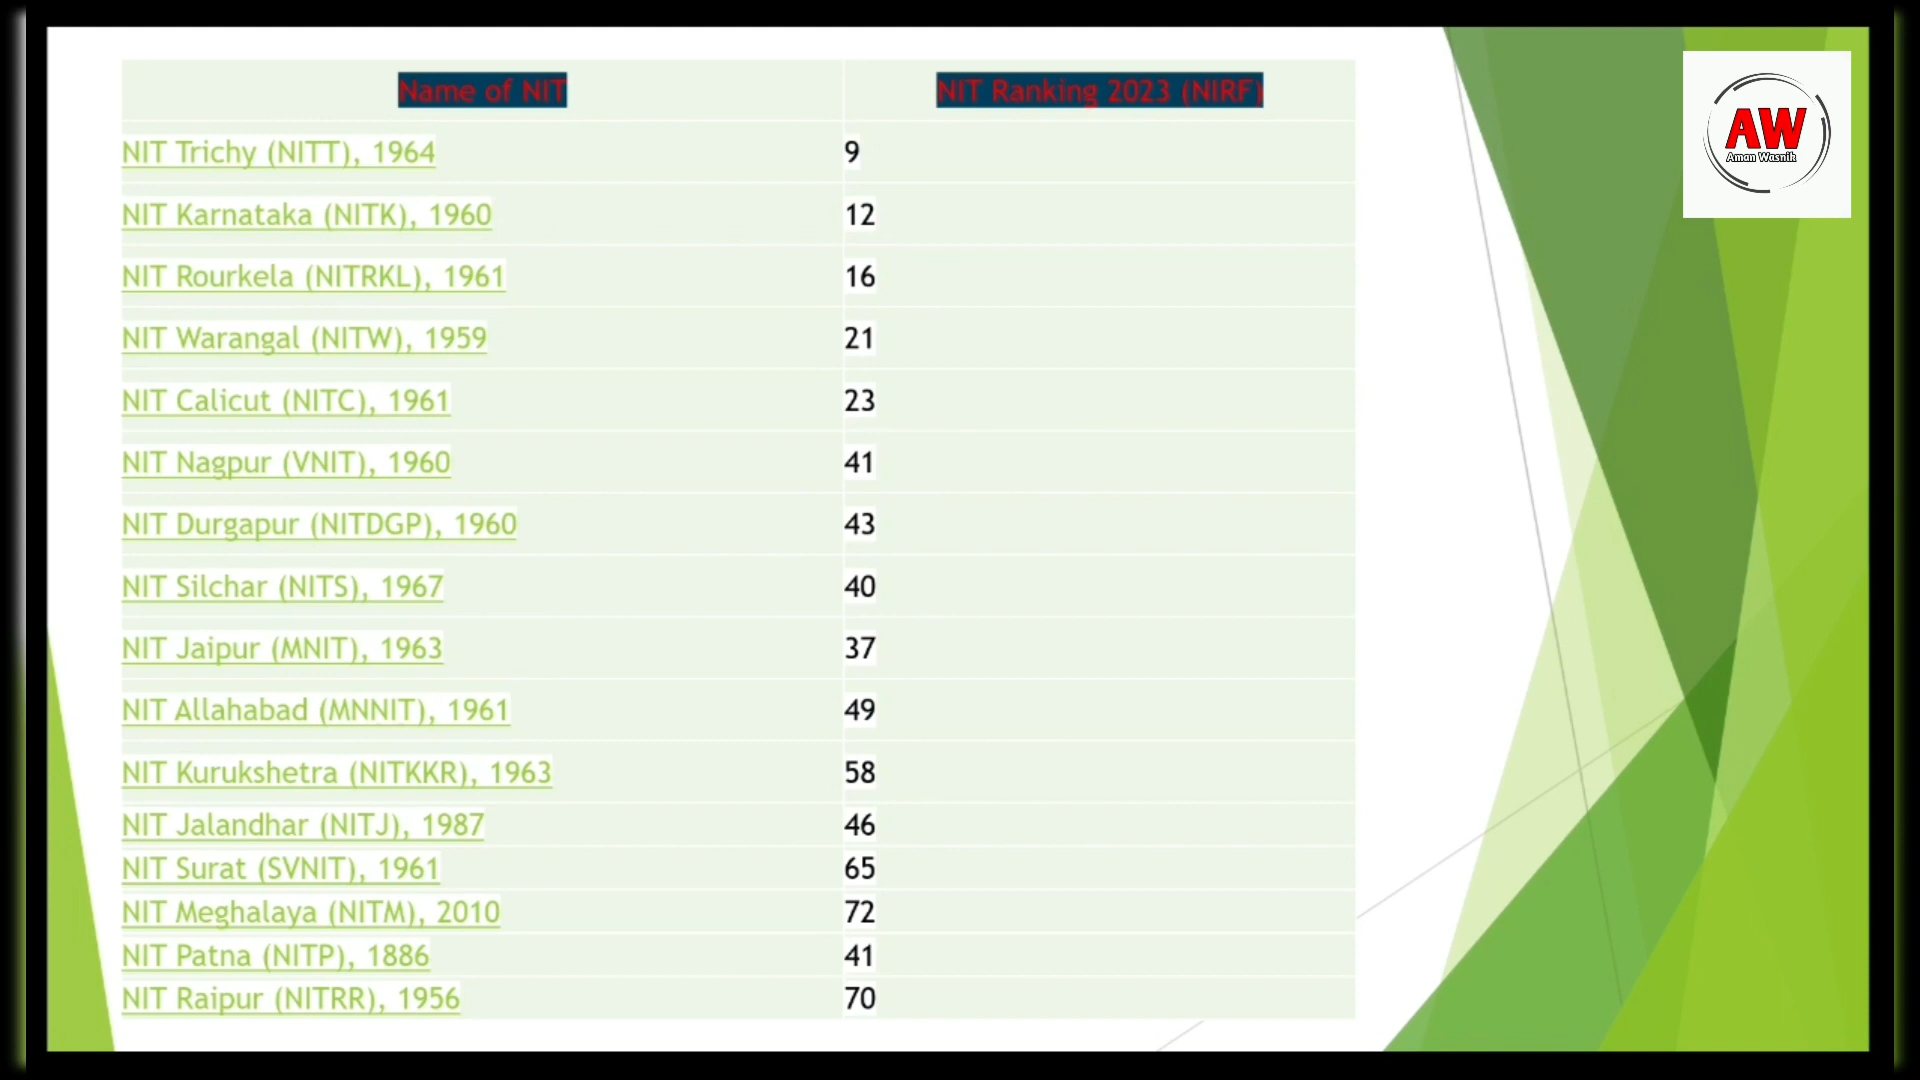 Name of NIT NIT Ranking 2023 (NIRF)
NIT Trichy (NITT), 1964 9
NIT Karnataka (NITK), 1960 12
NIT Rourkela (NITRKL), 1961 16
NIT Warangal (NITW), 1959 21
NIT Calicut (NITC), 1961 23
NIT Nagpur (VNIT), 1960 41
NIT Durgapur (NITDGP), 1960 43
NIT Silchar (NITS), 1967 40
NIT Jaipur (MNIT), 1963 37
NIT Allahabad (MNNIT), 1961 49
NIT Kurukshetra (NITKKR), 1963 58
NIT Jalandhar (NITJ), 1987 46
NIT Surat (SVNIT), 1961 65
NIT Meghalaya (NITM), 2010 72
NIT Patna (NITP), 1886 41
NIT Raipur (NITRR), 1956 70
AW
Aman Wasnik